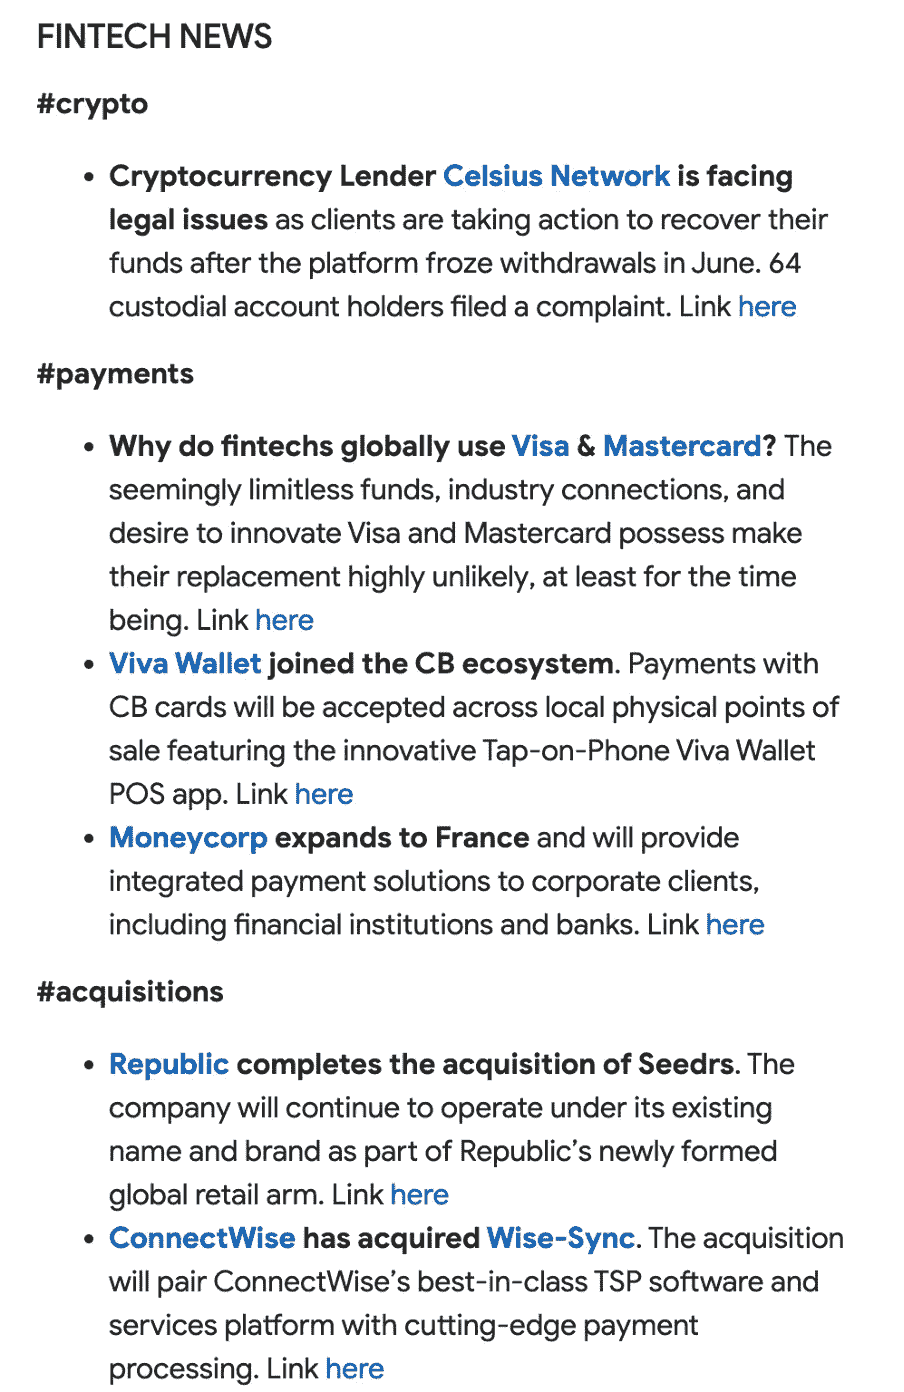 FINTECH NEWS
#crypto
• Cryptocurrency Lender Celsius Network is facing
legal issues as clients are taking action to recover their
funds after the platform froze withdrawals in June. 64
custodial account holders filed a complaint. Link here
#payments
• Why do fintechs globally use Visa & Mastercard? The
seemingly limitless funds, industry connections, and
desire to innovate Visa and Mastercard possess make
their replacement highly unlikely, at least for the time
being. Link here
• Viva Wallet joined the CB ecosystem. Payments with
CB cards will be accepted across local physical points of
sale featuring the innovative Tap-on-Phone Viva Wallet
POS app. Link here
• Moneycorp expands to France and will provide
integrated payment solutions to corporate clients,
including financial institutions and banks. Link here
#acquisitions
• Republic completes the acquisition of Seedrs. The
company will continue to operate under its existing
name and brand as part of Republic’s newly formed
global retail arm. Link here
• ConnectWise has acquired Wise-Sync. The acquisition
will pair ConnectWise’s best-in-class TSP software and
services platform with cutting-edge payment
processing. Link here